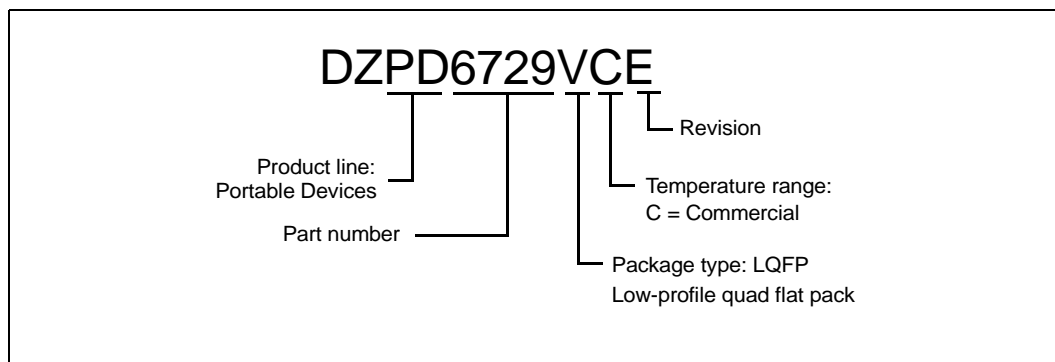 DZPD6729VCE
Revision
Product line:
Portable Devices
Temperature range:
C = Commercial
Part number
Package type: LQFP
Low-profile quad flat pack